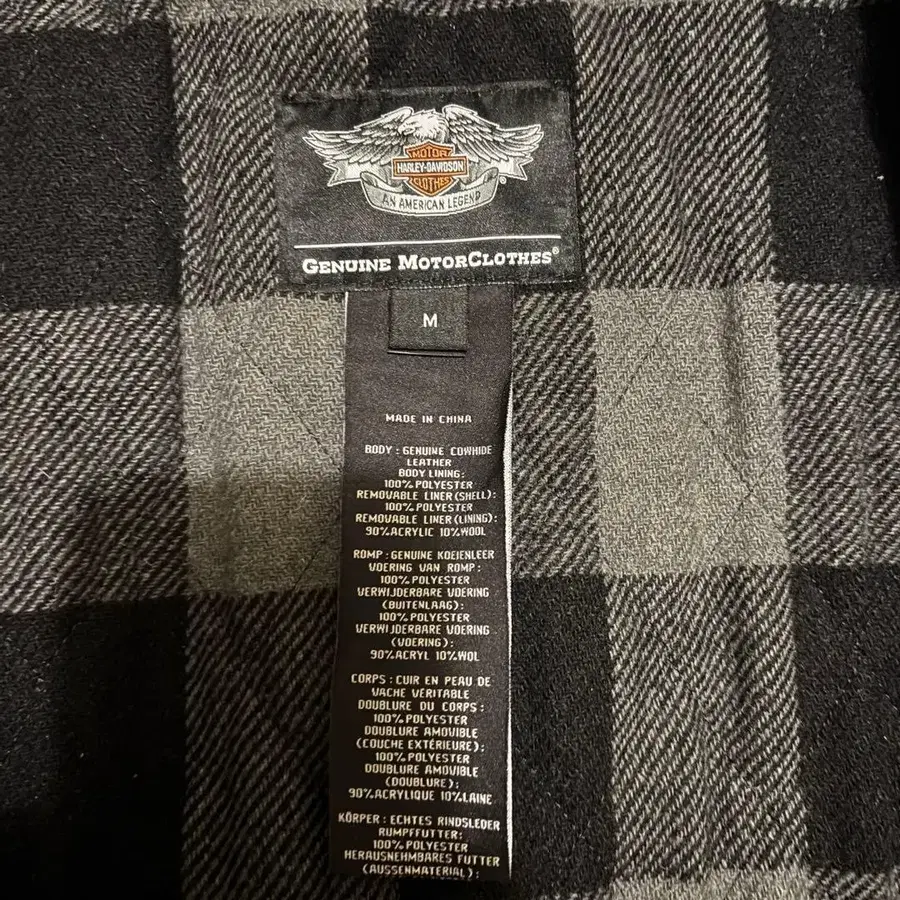 MOTOR
HARLEY-DAVIDSON
CLOTHES
®
AN AMERICAN LEGEND
GENUINE MOTORCLOTHES®
M
MADE IN CHINA
BODY : GENUINE COWHIDE
LEATHER
BODY LINING:
100% POLYESTER
REMOVABLE LINER (SHELL):
100% POLYESTER
REMOVABLE LINER (LINING):
90%ACRYLIC 10%WOOL
ROMP : GENUINE KOEIENLEER
VOERING VAN ROMP :
100% POLYESTER
VERWIJDERBARE VOERING
(BUITENLAAG):
100% POLYESTER
VERWIJDERBARE VOERING
(VOERING):
90%ACRYL 10%WOL
CORPS : CUIR EN PEAU DE
VACHE VÉRITABLE
DOUBLURE DU CORPS :
100% POLYESTER
DOUBLURE AMOVIBLE
(COUCHE EXTÉRIEURE):
100% POLYESTER
DOUBLURE AMOVIBLE
(DOUBLURE):
90%ACRYLIQUE 10%LAINE
KÖRPER : ECHTES RINDSLEDER
RUMPFFUTTER:
100% POLYESTER
HERAUSNEHMBARES FUTTER
(AUSSENMATERIAL):